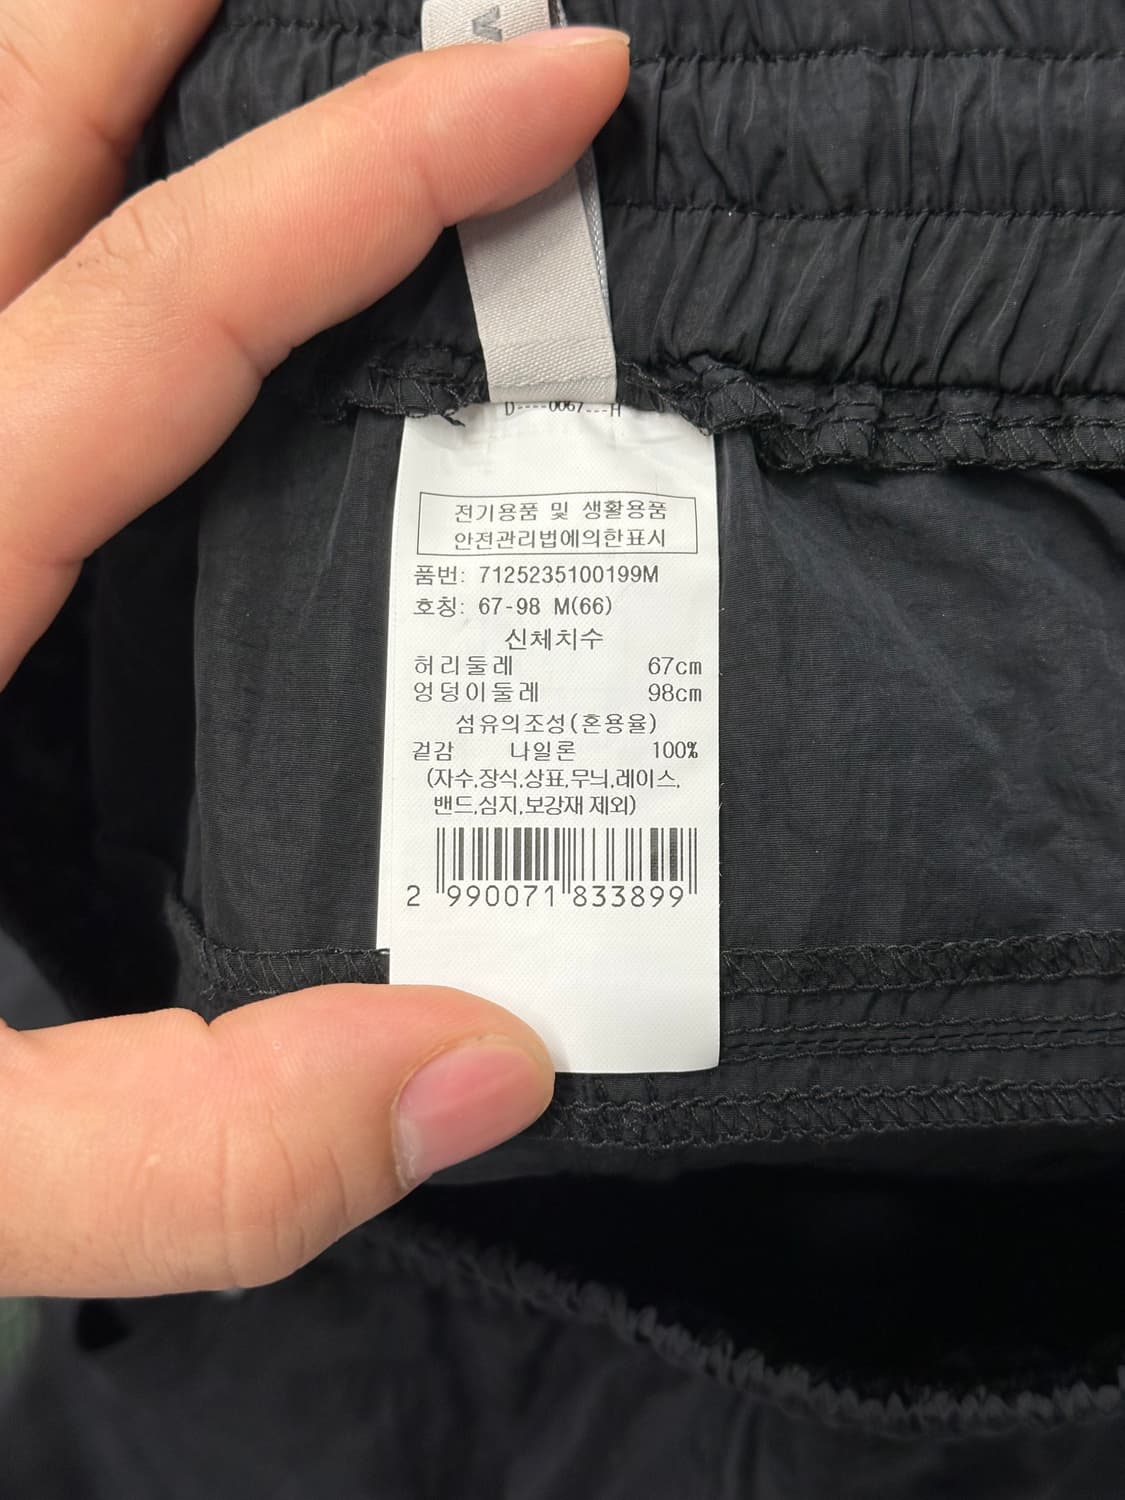 D----0067---H
전기용품 및 생활용품
안전관리법에의한표시
품번: 7125235100199M
호칭: 67-98 M(66)
신체치수
허리둘레 67cm
엉덩이둘레 98cm
섬유의조성(혼용율)
겉감 나일론 100%
(자수,장식,상표,무늬,레이스,
밴드,심지,보강재 제외)
2 990071 833899